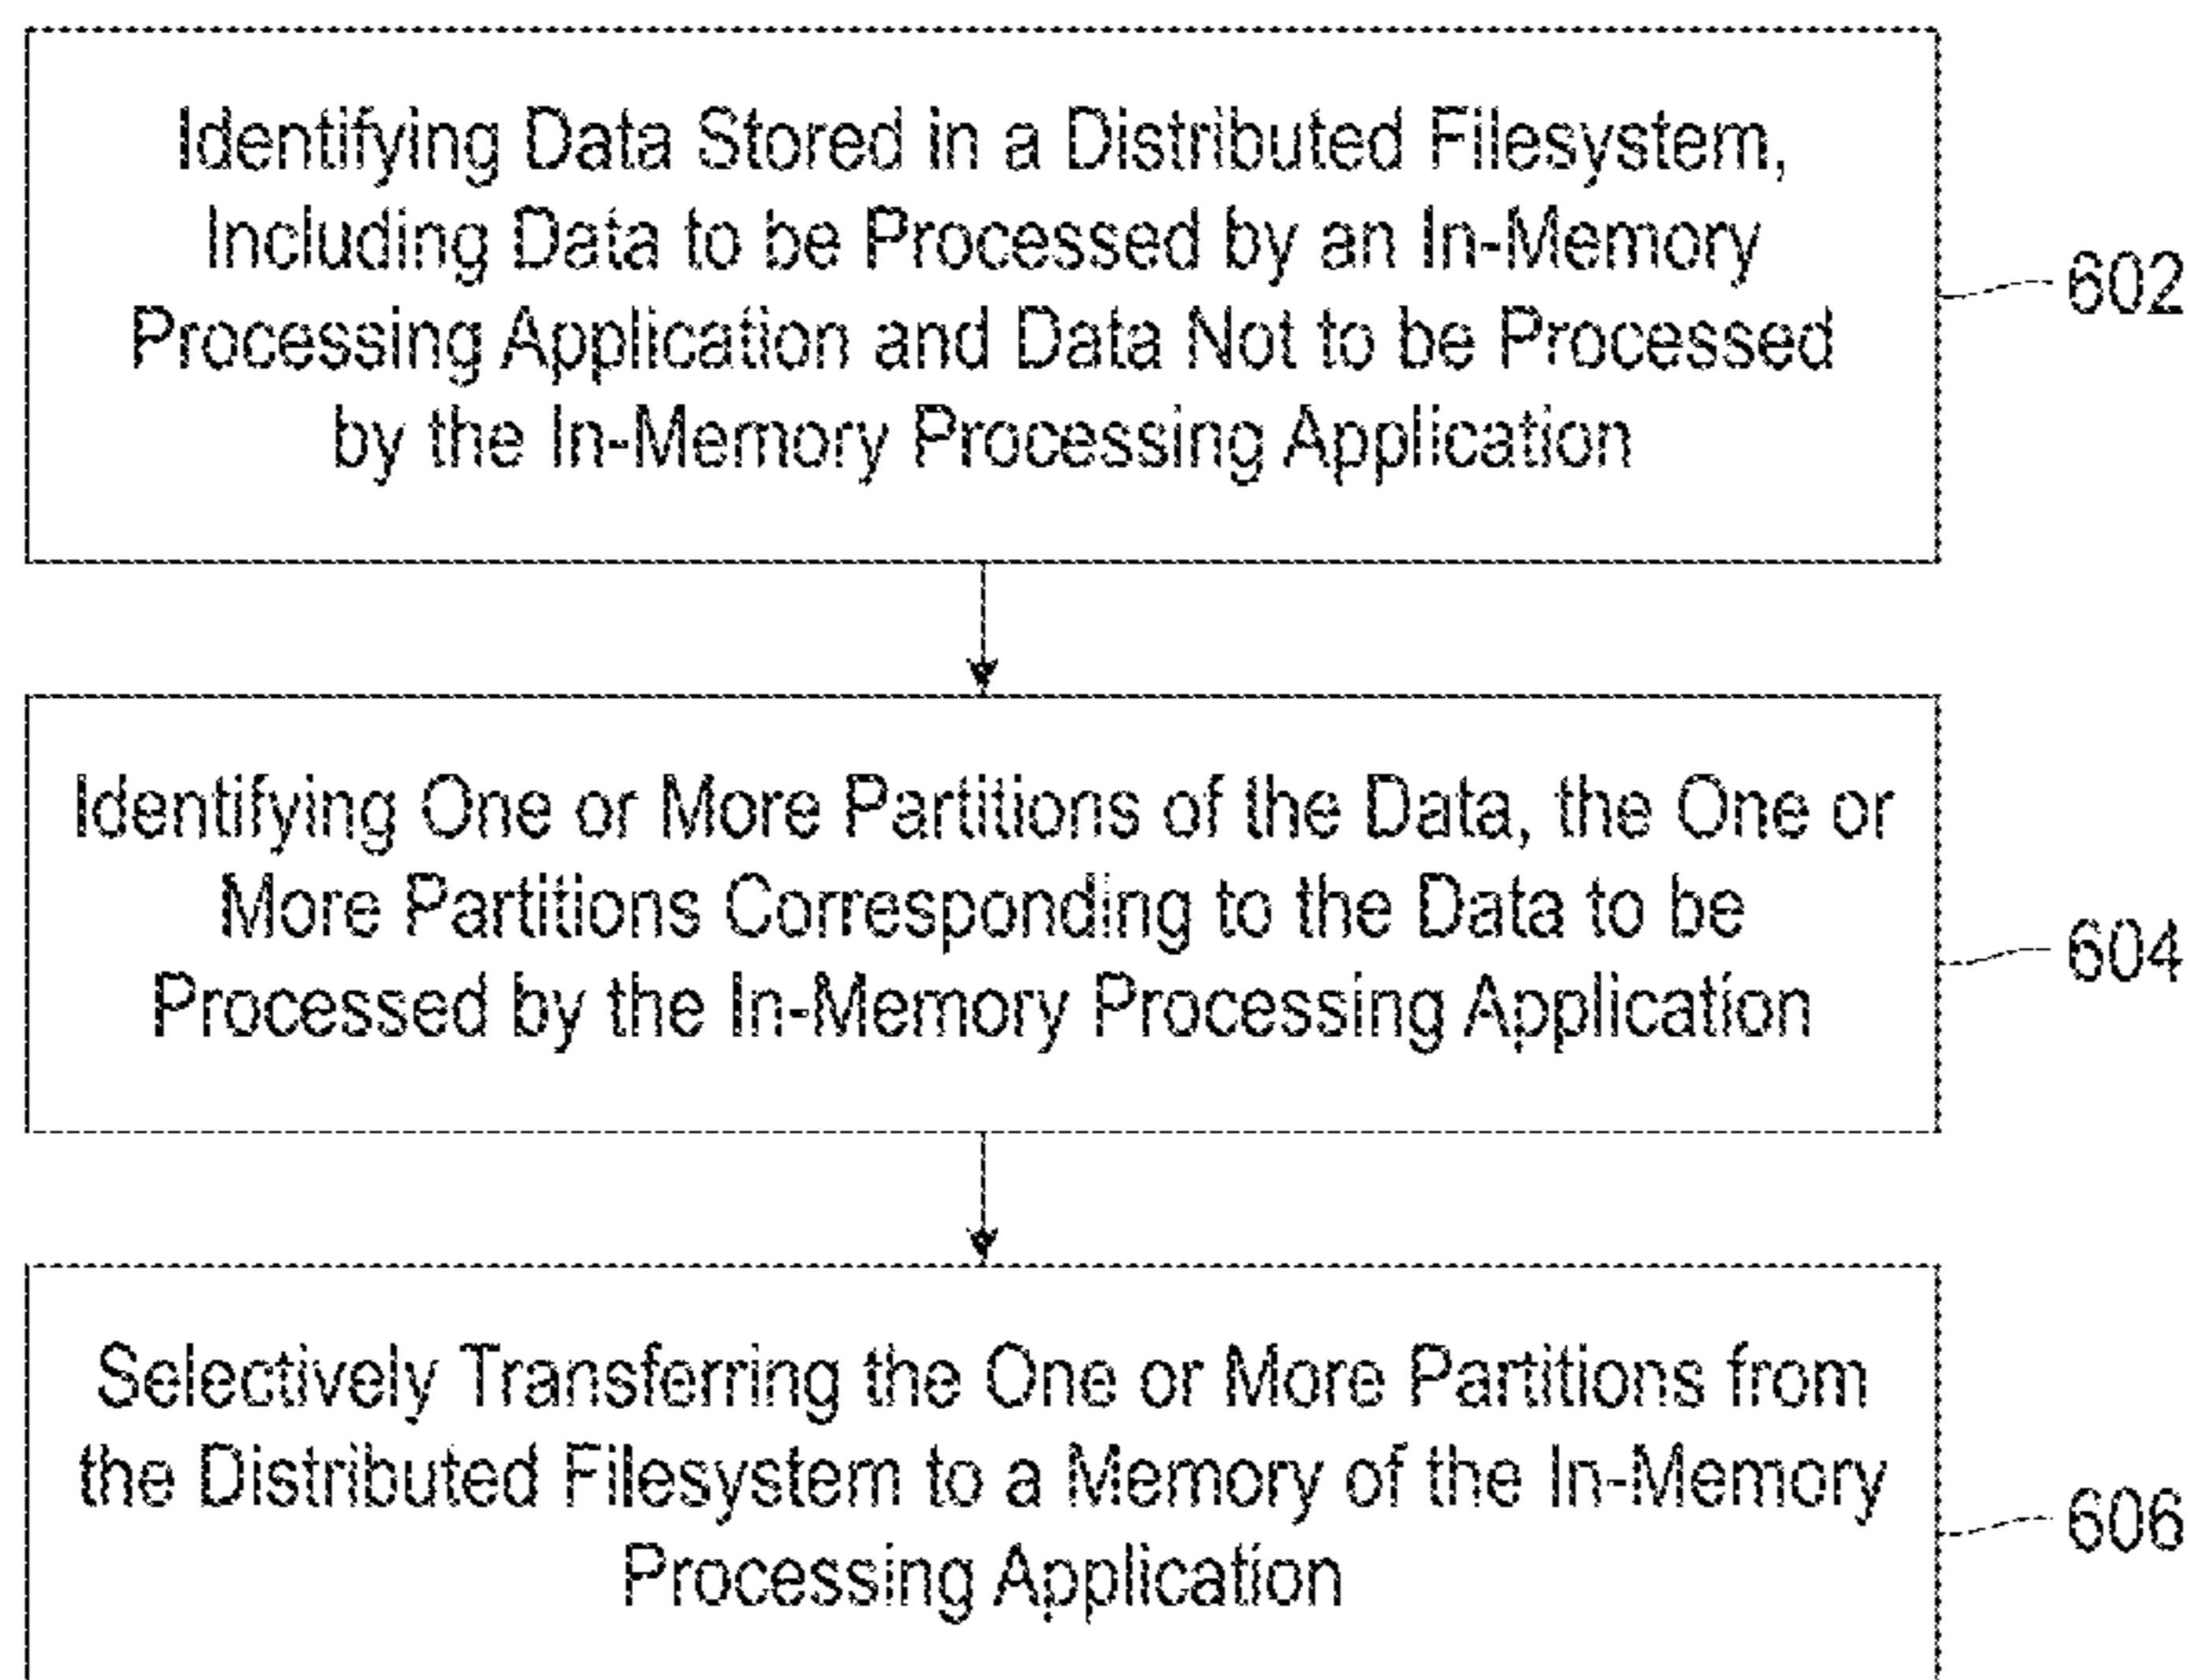 Identifying Data Stored in a Distributed Filesystem,
Including Data to be Processed by an In-Memory
Processing Application and Data Not to be Processed
by the In-Memory Processing Application
602
Identifying One or More Partitions of the Data, the One or
More Partitions Corresponding to the Data to be
Processed by the In-Memory Processing Application
604
Selectively Transferring the One or More Partitions from
the Distributed Filesystem to a Memory of the In-Memory
Processing Application
606